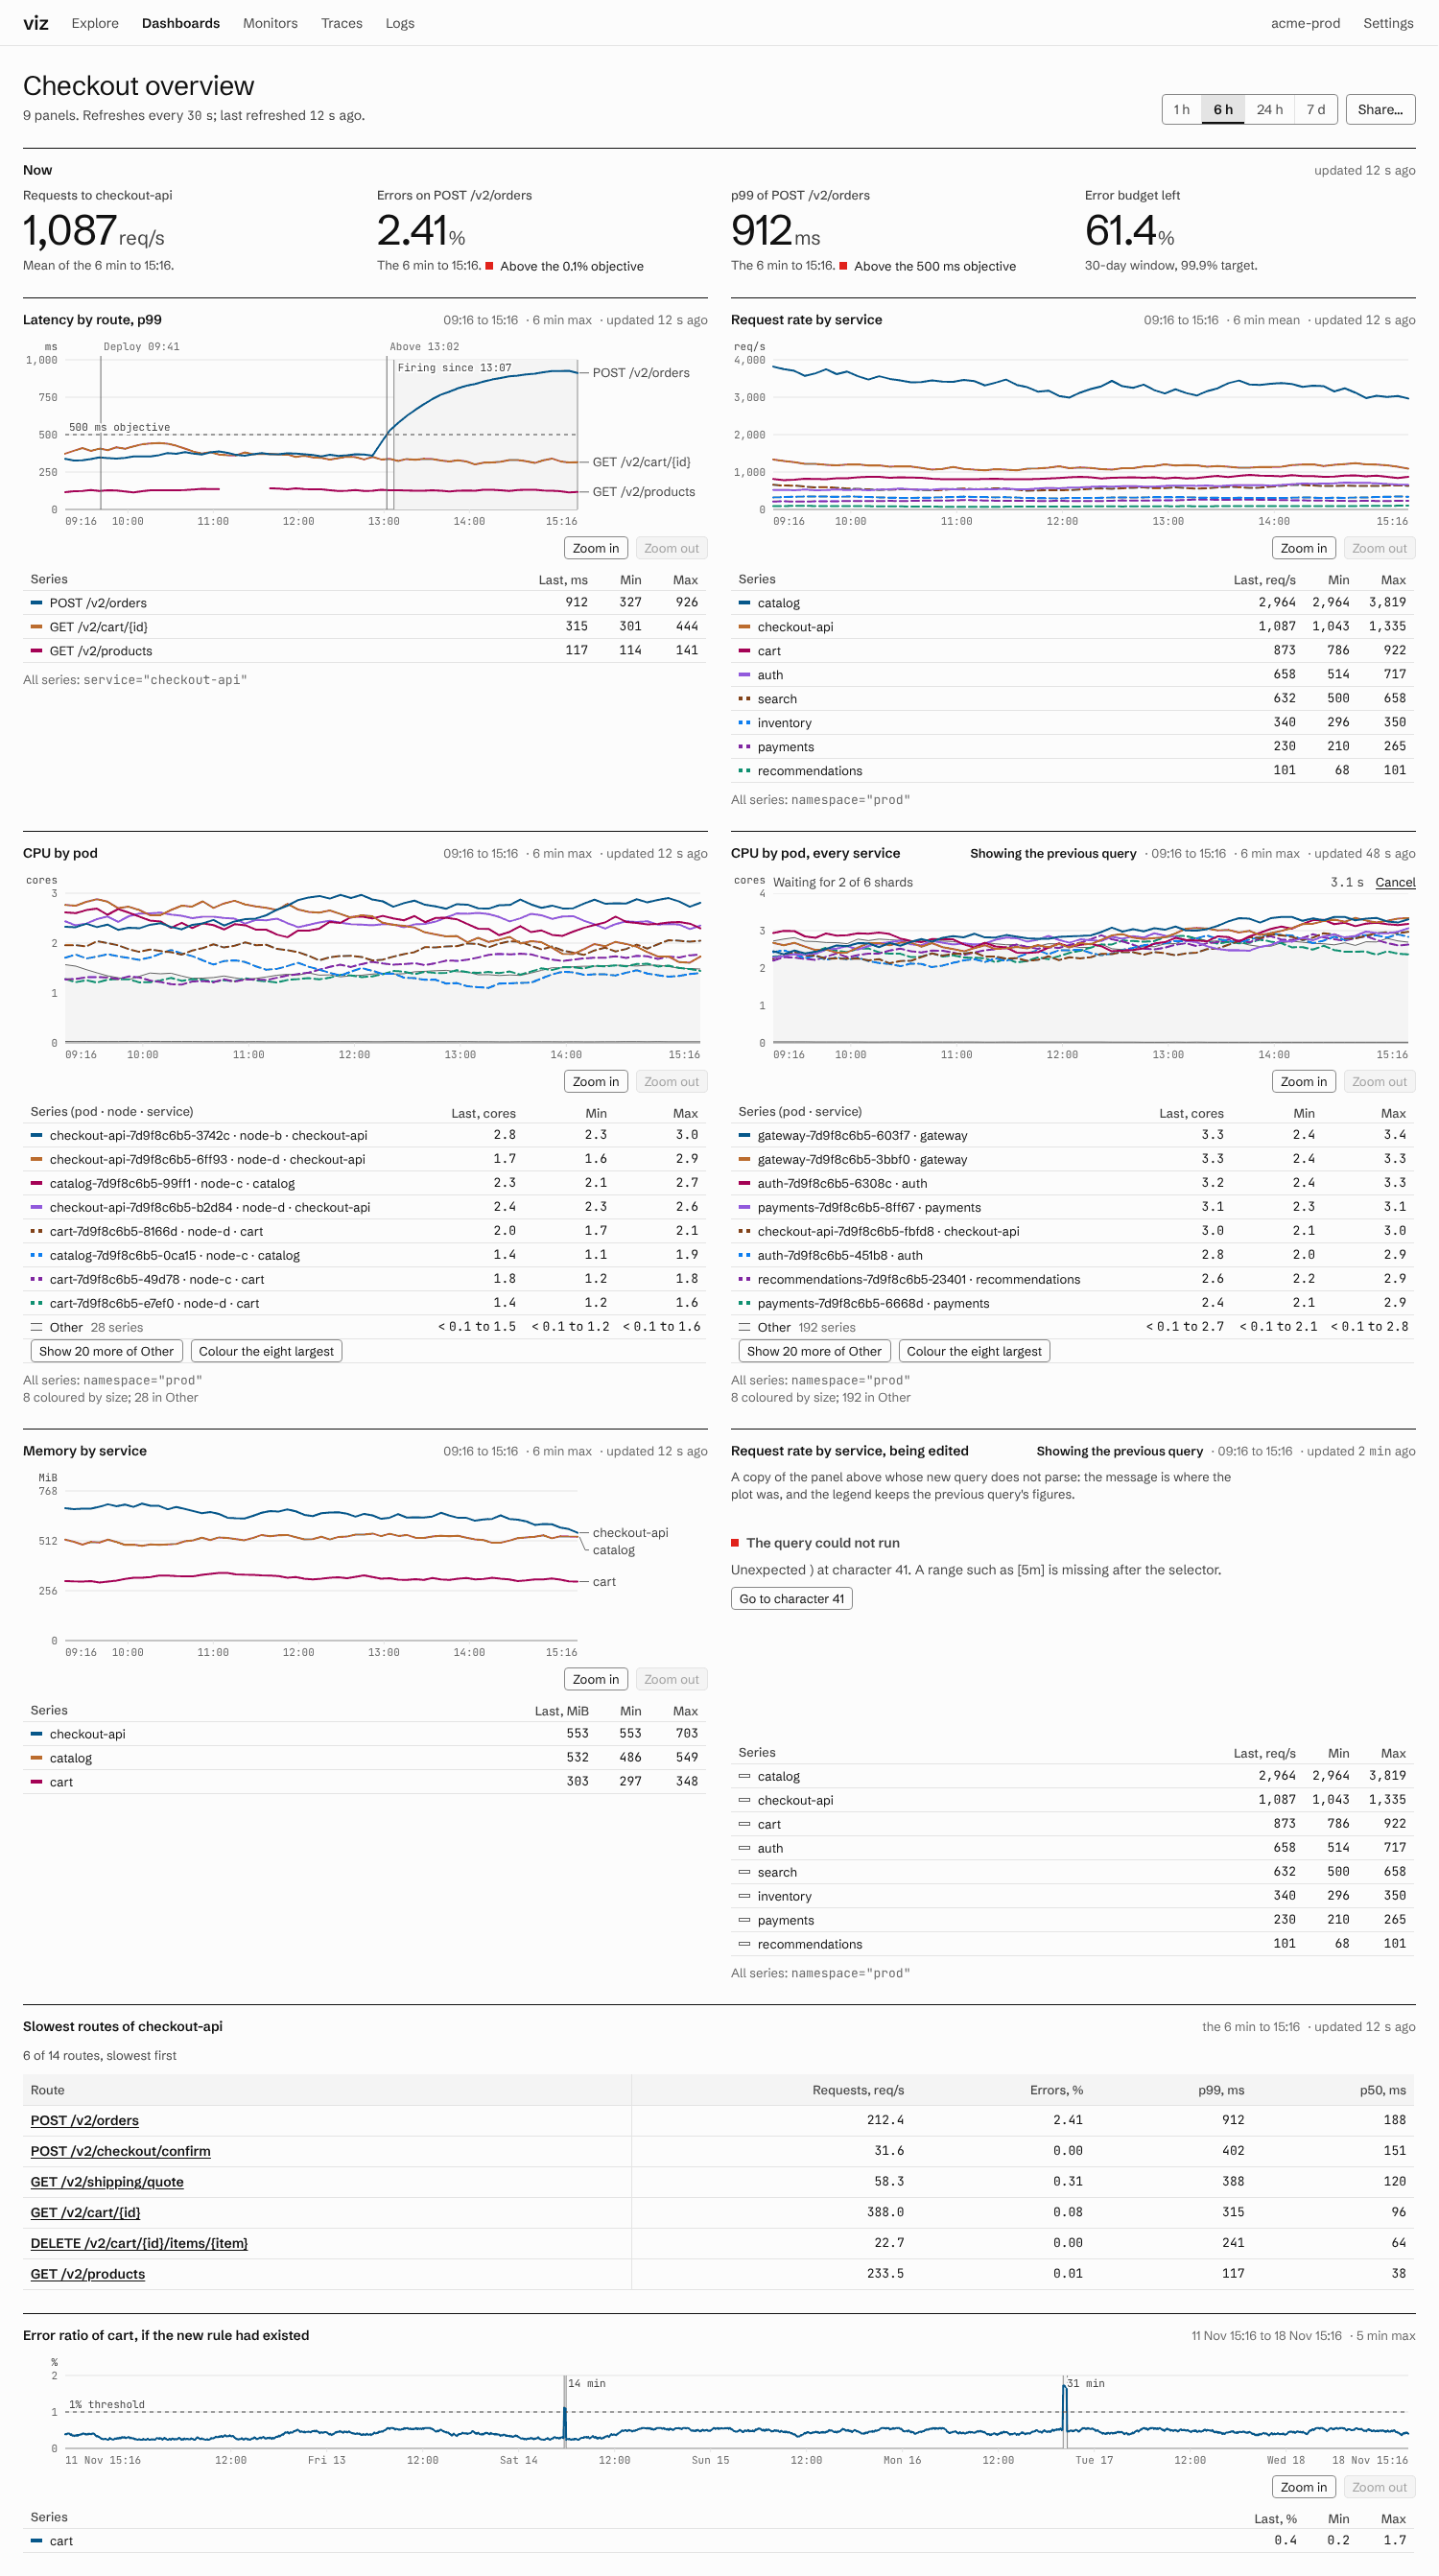 viz Explore Dashboards Monitors Traces Logs acme-prod Settings
Checkout overview
9 panels. Refreshes every 30 s; last refreshed 12 s ago.
1 h 6 h 24 h 7 d Share...
Now updated 12 s ago
Requests to checkout-api Errors on POST /v2/orders p99 of POST /v2/orders Error budget left
1,087 req/s 2.41% 912 ms 61.4%
Mean of the 6 min to 15:16. The 6 min to 15:16. Above the 0.1% objective The 6 min to 15:16. Above the 500 ms objective 30-day window, 99.9% target.
Latency by route, p99 09:16 to 15:16 · 6 min max · updated 12 s ago
ms Deploy 09:41 Above 13:02
1,000 Firing since 13:07 POST /v2/orders
750
500 ms objective
500
GET /v2/cart/{id}
250
GET /v2/products
0
09:16 10:00 11:00 12:00 13:00 14:00 15:16
Zoom in Zoom out
Series Last, ms Min Max
POST /v2/orders 912 327 926
GET /v2/cart/{id} 315 301 444
GET /v2/products 117 114 141
All series: service="checkout-api"
Request rate by service 09:16 to 15:16 · 6 min mean · updated 12 s ago
req/s
4,000
3,000
2,000
1,000
0
09:16 10:00 11:00 12:00 13:00 14:00 15:16
Zoom in Zoom out
Series Last, req/s Min Max
catalog 2,964 2,964 3,819
checkout-api 1,087 1,043 1,335
cart 873 786 922
auth 658 514 717
search 632 500 658
inventory 340 296 350
payments 230 210 265
recommendations 101 68 101
All series: namespace="prod"
CPU by pod 09:16 to 15:16 · 6 min max · updated 12 s ago
cores
3
2
1
0
09:16 10:00 11:00 12:00 13:00 14:00 15:16
Zoom in Zoom out
Series (pod · node · service) Last, cores Min Max
checkout-api-7d9f8c6b5-3742c · node-b · checkout-api 2.8 2.3 3.0
checkout-api-7d9f8c6b5-6ff93 · node-d · checkout-api 1.7 1.6 2.9
catalog-7d9f8c6b5-99ff1 · node-c · catalog 2.3 2.1 2.7
checkout-api-7d9f8c6b5-b2d84 · node-d · checkout-api 2.4 2.3 2.6
cart-7d9f8c6b5-8166d · node-d · cart 2.0 1.7 2.1
catalog-7d9f8c6b5-0ca15 · node-c · catalog 1.4 1.1 1.9
cart-7d9f8c6b5-49d78 · node-c · cart 1.8 1.2 1.8
cart-7d9f8c6b5-e7ef0 · node-d · cart 1.4 1.2 1.6
Other 28 series < 0.1 to 1.5 < 0.1 to 1.2 < 0.1 to 1.6
Show 20 more of Other Colour the eight largest
All series: namespace="prod"
8 coloured by size; 28 in Other
CPU by pod, every service Showing the previous query · 09:16 to 15:16 · 6 min max · updated 48 s ago
cores Waiting for 2 of 6 shards 3.1 s Cancel
4
3
2
1
0
09:16 10:00 11:00 12:00 13:00 14:00 15:16
Zoom in Zoom out
Series (pod · service) Last, cores Min Max
gateway-7d9f8c6b5-603f7 · gateway 3.3 2.4 3.4
gateway-7d9f8c6b5-3bbf0 · gateway 3.3 2.4 3.3
auth-7d9f8c6b5-6308c · auth 3.2 2.4 3.3
payments-7d9f8c6b5-8ff67 · payments 3.1 2.3 3.1
checkout-api-7d9f8c6b5-fbfd8 · checkout-api 3.0 2.1 3.0
auth-7d9f8c6b5-451b8 · auth 2.8 2.0 2.9
recommendations-7d9f8c6b5-23401 · recommendations 2.6 2.2 2.9
payments-7d9f8c6b5-6668d · payments 2.4 2.1 2.9
Other 192 series < 0.1 to 2.7 < 0.1 to 2.1 < 0.1 to 2.8
Show 20 more of Other Colour the eight largest
All series: namespace="prod"
8 coloured by size; 192 in Other
Memory by service 09:16 to 15:16 · 6 min max · updated 12 s ago
MiB
768
512 checkout-api
catalog
256 cart
0
09:16 10:00 11:00 12:00 13:00 14:00 15:16
Zoom in Zoom out
Series Last, MiB Min Max
checkout-api 553 553 703
catalog 532 486 549
cart 303 297 348
Request rate by service, being edited Showing the previous query · 09:16 to 15:16 · updated 2 min ago
A copy of the panel above whose new query does not parse: the message is where the
plot was, and the legend keeps the previous query's figures.
The query could not run
Unexpected ) at character 41. A range such as [5m] is missing after the selector.
Go to character 41
Series Last, req/s Min Max
catalog 2,964 2,964 3,819
checkout-api 1,087 1,043 1,335
cart 873 786 922
auth 658 514 717
search 632 500 658
inventory 340 296 350
payments 230 210 265
recommendations 101 68 101
All series: namespace="prod"
Slowest routes of checkout-api the 6 min to 15:16 · updated 12 s ago
6 of 14 routes, slowest first
Route Requests, req/s Errors, % p99, ms p50, ms
POST /v2/orders 212.4 2.41 912 188
POST /v2/checkout/confirm 31.6 0.00 402 151
GET /v2/shipping/quote 58.3 0.31 388 120
GET /v2/cart/{id} 388.0 0.08 315 96
DELETE /v2/cart/{id}/items/{item} 22.7 0.00 241 64
GET /v2/products 233.5 0.01 117 38
Error ratio of cart, if the new rule had existed 11 Nov 15:16 to 18 Nov 15:16 · 5 min max
%
2 14 min 31 min
1% threshold
1
0
11 Nov 15:16 12:00 Fri 13 12:00 Sat 14 12:00 Sun 15 12:00 Mon 16 12:00 Tue 17 12:00 Wed 18 18 Nov 15:16
Zoom in Zoom out
Series Last, % Min Max
cart 0.4 0.2 1.7